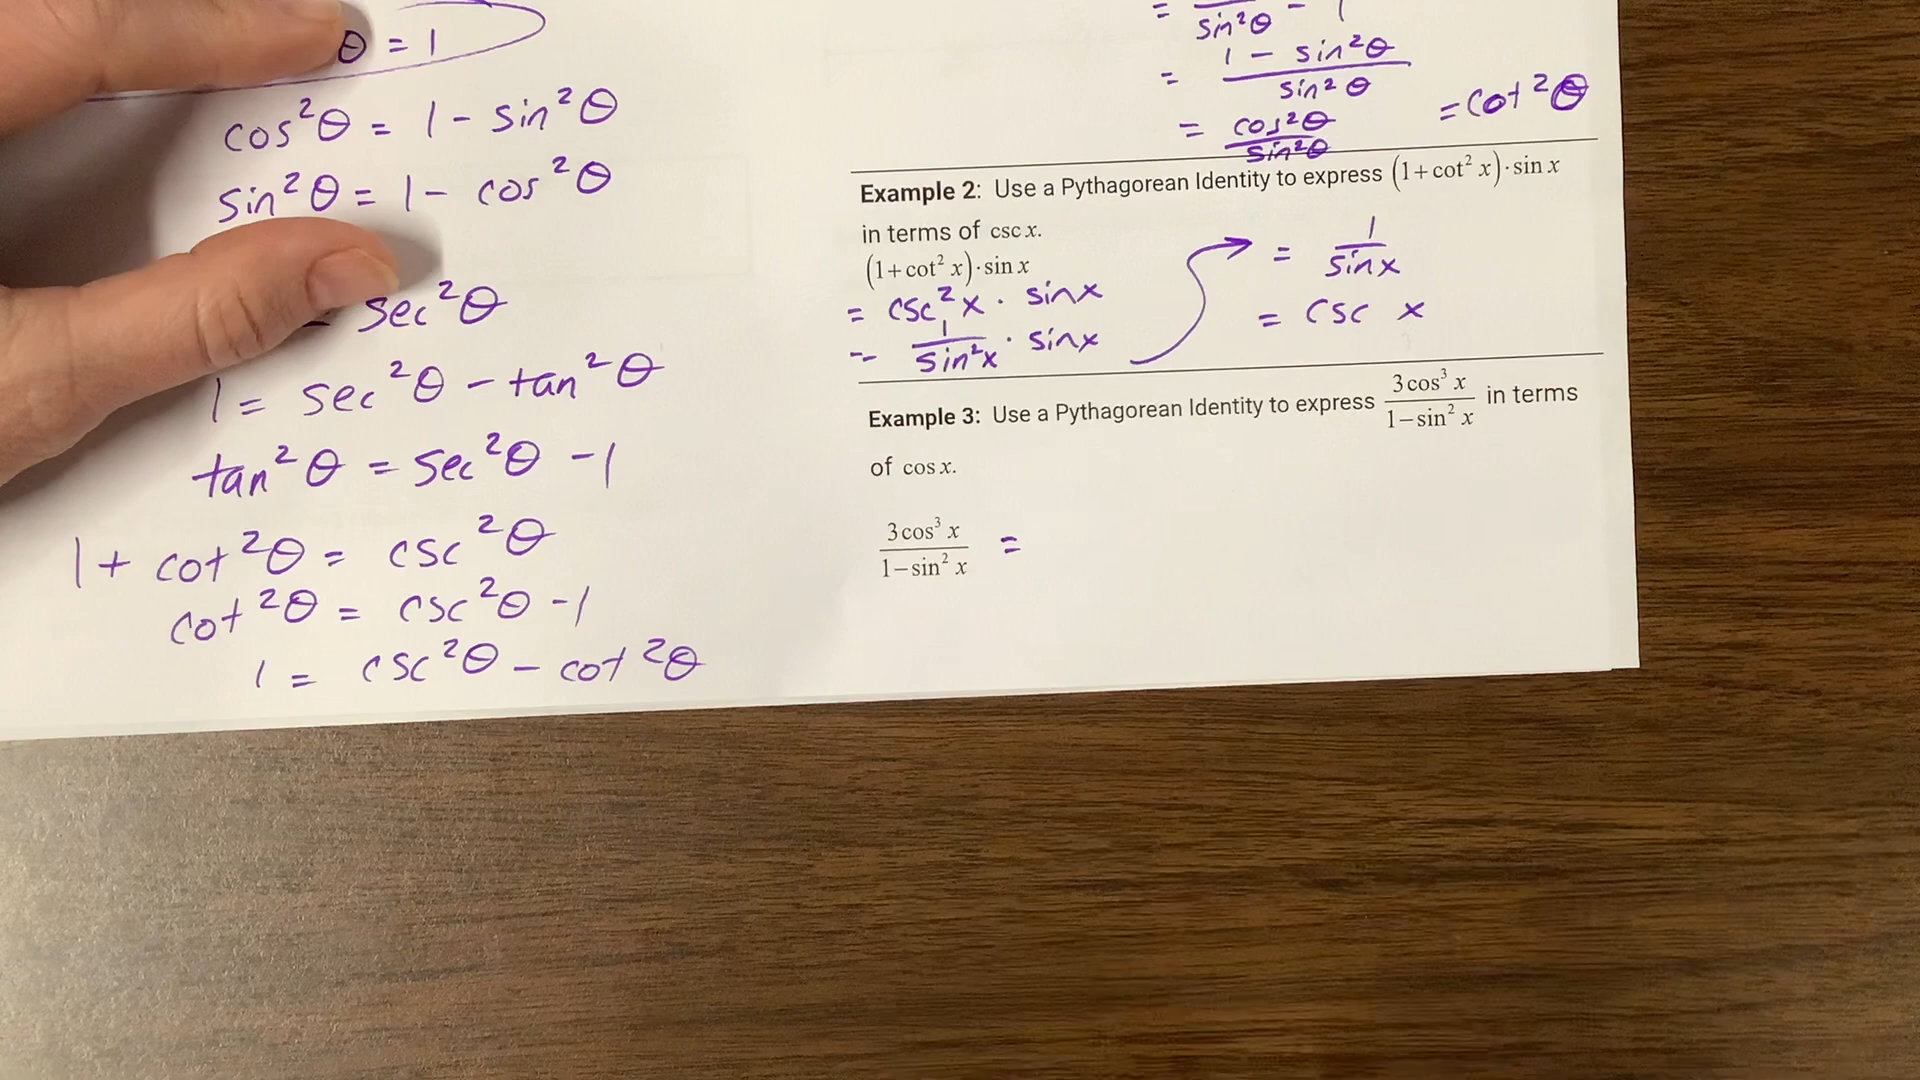 θ = 1
cos²θ = 1 - sin²θ
sin²θ = 1 - cos²θ
sec²θ
1 = sec²θ - tan²θ
tan²θ = sec²θ - 1
1 + cot²θ = csc²θ
cot²θ = csc²θ - 1
1 = csc²θ - cot²θ
= / sin²θ - 1
= (1 - sin²θ) / sin²θ
= cos²θ / sin²θ = cot²θ
Example 2: Use a Pythagorean Identity to express (1+cot² x)·sin x
in terms of csc x.
(1+cot² x)·sin x
= csc²x · sinx
= 1/sin²x · sinx
= 1/sinx
= csc x
Example 3: Use a Pythagorean Identity to express 3cos³ x / 1−sin² x in terms
of cos x.
3cos³ x / 1−sin² x =